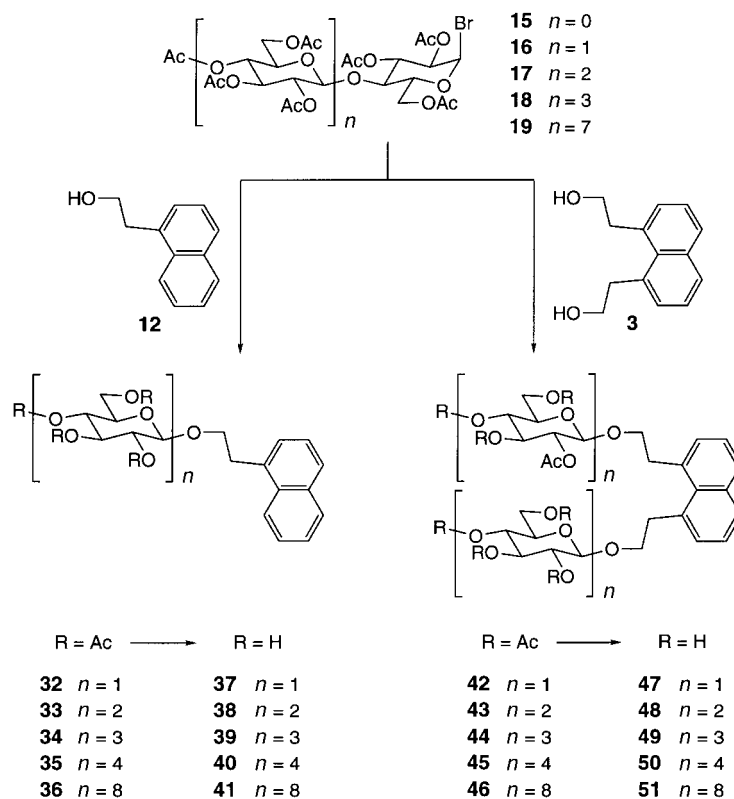 15 n = 0
16 n = 1
17 n = 2
18 n = 3
19 n = 7
Br
OAc
OAc
AcO
Ac
O
O
O
O
AcO
AcO
OAc
n
HO
12
HO
HO
3
OR
R
O
O
RO
O
RO
n
OR
R
O
O
RO
O
AcO
n
OR
R
O
O
RO
O
RO
n
R = Ac
R = H
32 n = 1
37 n = 1
33 n = 2
38 n = 2
34 n = 3
39 n = 3
35 n = 4
40 n = 4
36 n = 8
41 n = 8
R = Ac
R = H
42 n = 1
47 n = 1
43 n = 2
48 n = 2
44 n = 3
49 n = 3
45 n = 4
50 n = 4
46 n = 8
51 n = 8